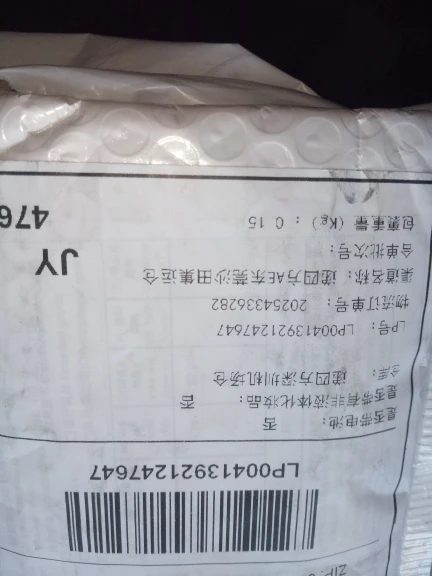 ZIP:
LP00413921247647
是否带电池: 否
是否带有非液体化妆品: 否
仓库: 递四方深圳机场仓
LP号: LP00413921247647
物流订单号: 20254336282
渠道名称: 递四方AE东莞沙田集运仓
合单批次号:
包裹重量 (Kg) : 0.15
JY
476